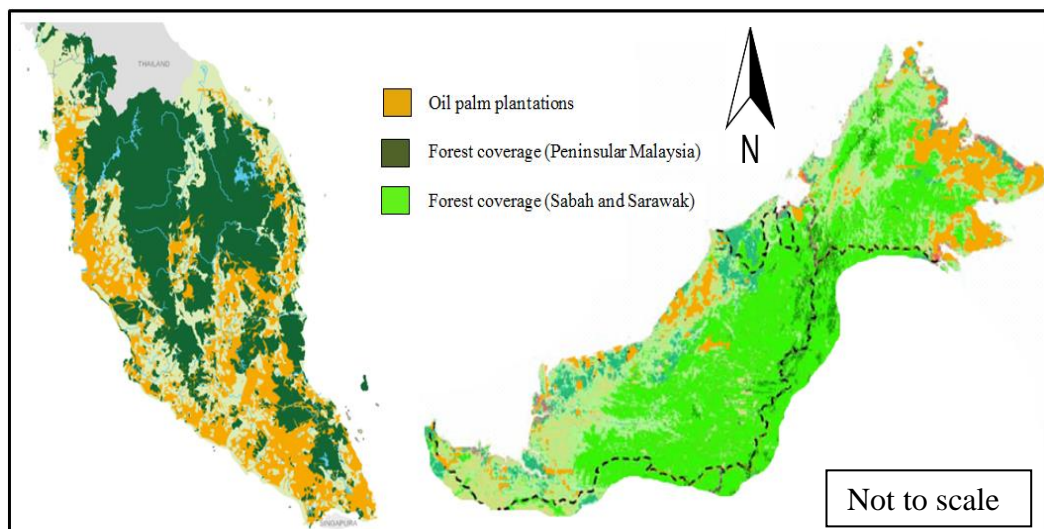 THAILAND
Oil palm plantations
Forest coverage (Peninsular Malaysia)
Forest coverage (Sabah and Sarawak)
N
SINGAPURA
Not to scale